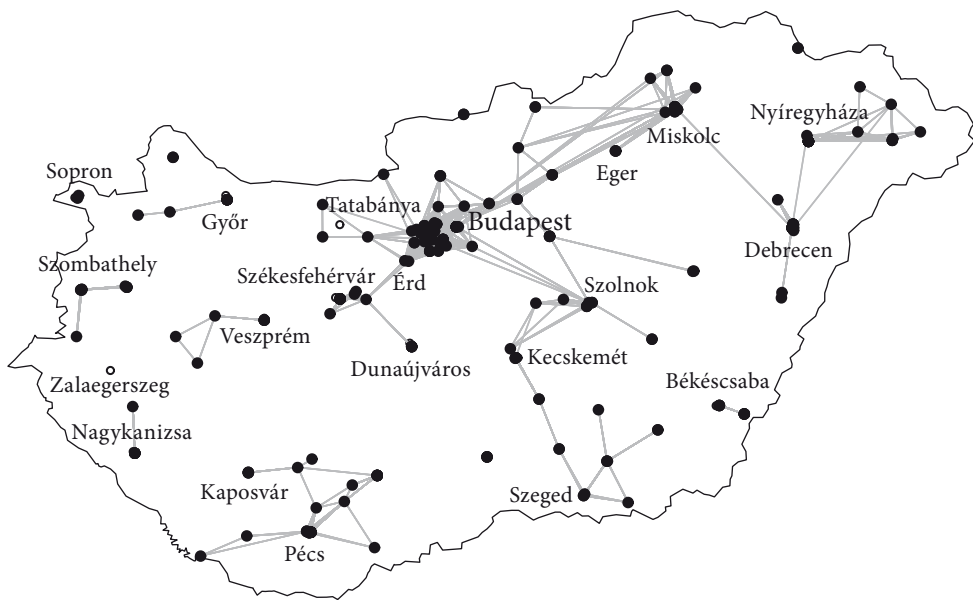 Nyíregyháza
Miskolc
Eger
Sopron
Tatabánya
Győr
Budapest
Debrecen
Szombathely
Székesfehérvár
Érd
Szolnok
Veszprém
Dunaújváros
Kecskemét
Zalaegerszeg
Békéscsaba
Nagykanizsa
Kaposvár
Szeged
Pécs